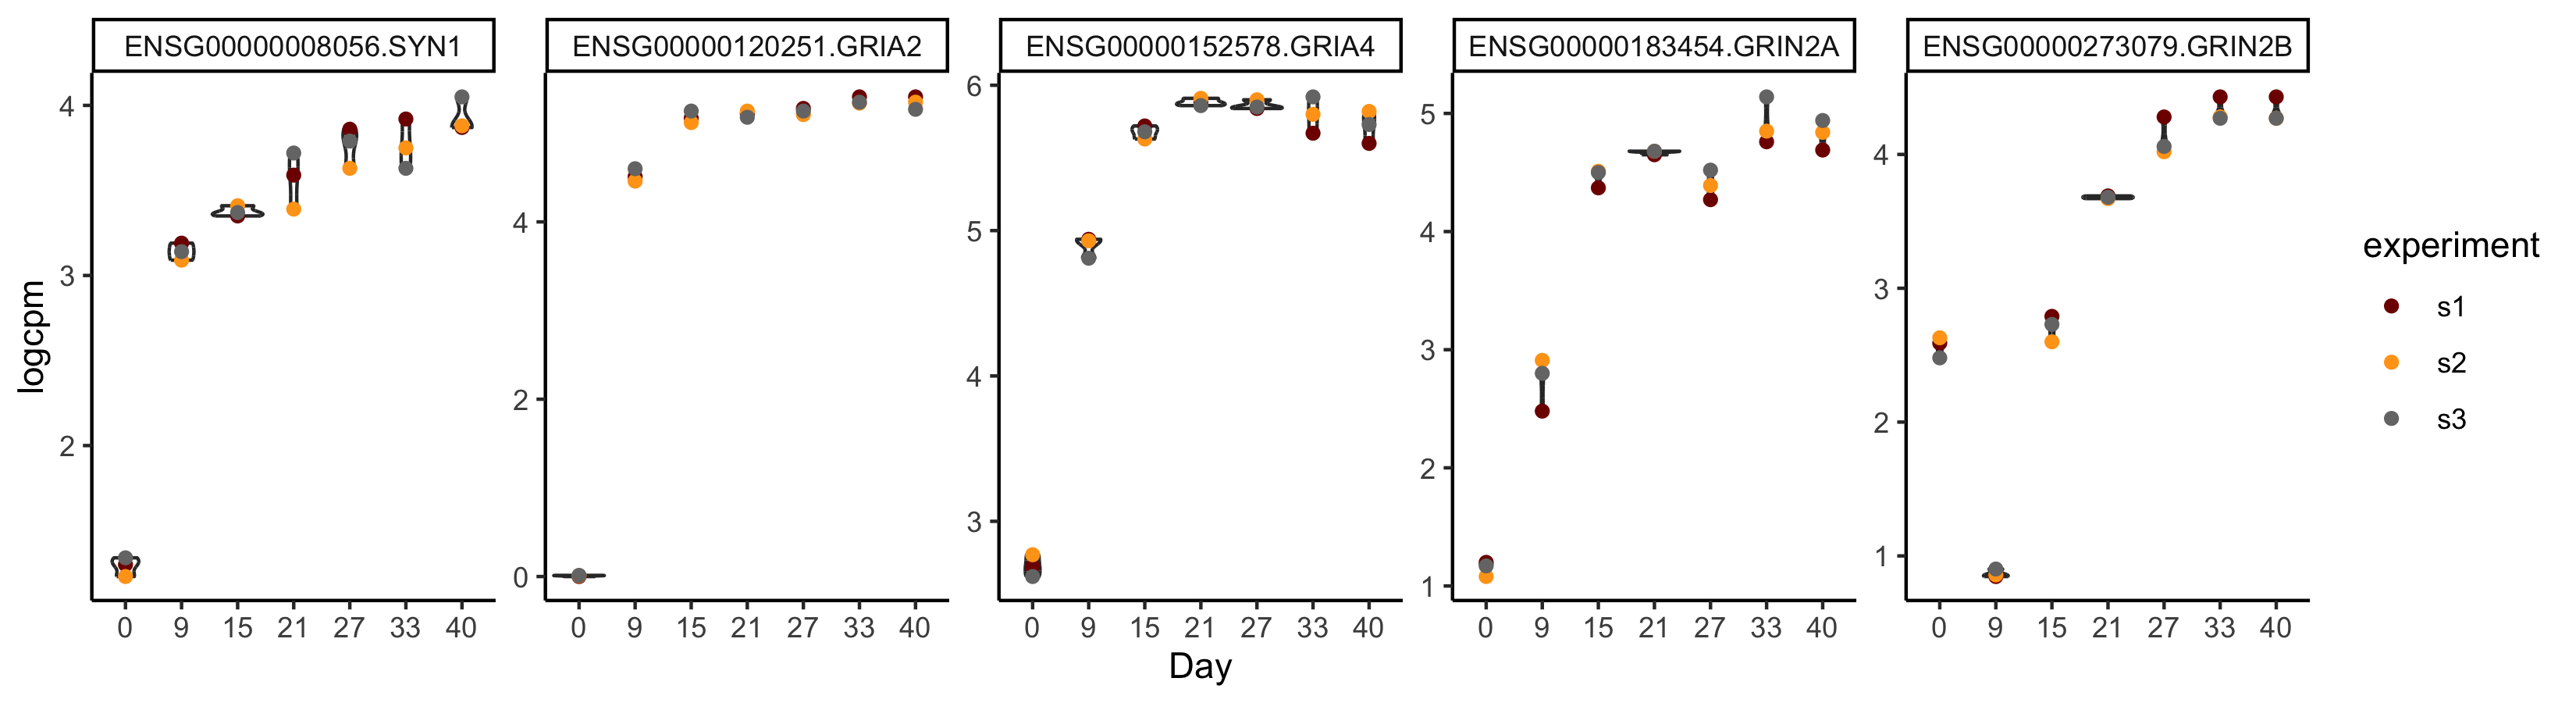 ENSG00000008056.SYN1
ENSG00000120251.GRIA2
ENSG00000152578.GRIA4
ENSG00000183454.GRIN2A
ENSG00000273079.GRIN2B
logcpm
4
3
2
0 9 15 21 27 33 40
4
2
0
0 9 15 21 27 33 40
6
5
4
3
0 9 15 21 27 33 40
5
4
3
2
1
0 9 15 21 27 33 40
4
3
2
1
0 9 15 21 27 33 40
Day
experiment
s1
s2
s3